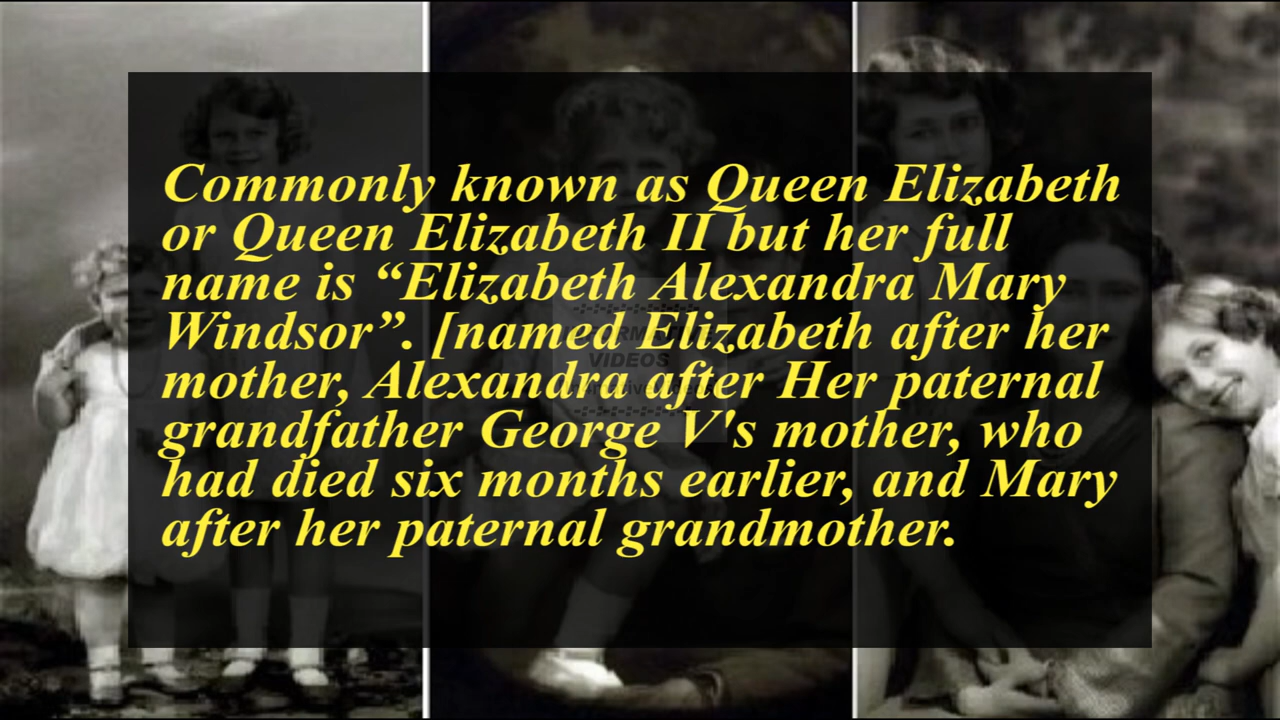 Commonly known as Queen Elizabeth
or Queen Elizabeth II but her full
name is “Elizabeth Alexandra Mary
Windsor”. [named Elizabeth after her
mother, Alexandra after Her paternal
grandfather George V's mother, who
had died six months earlier, and Mary
after her paternal grandmother.
VIDEOS